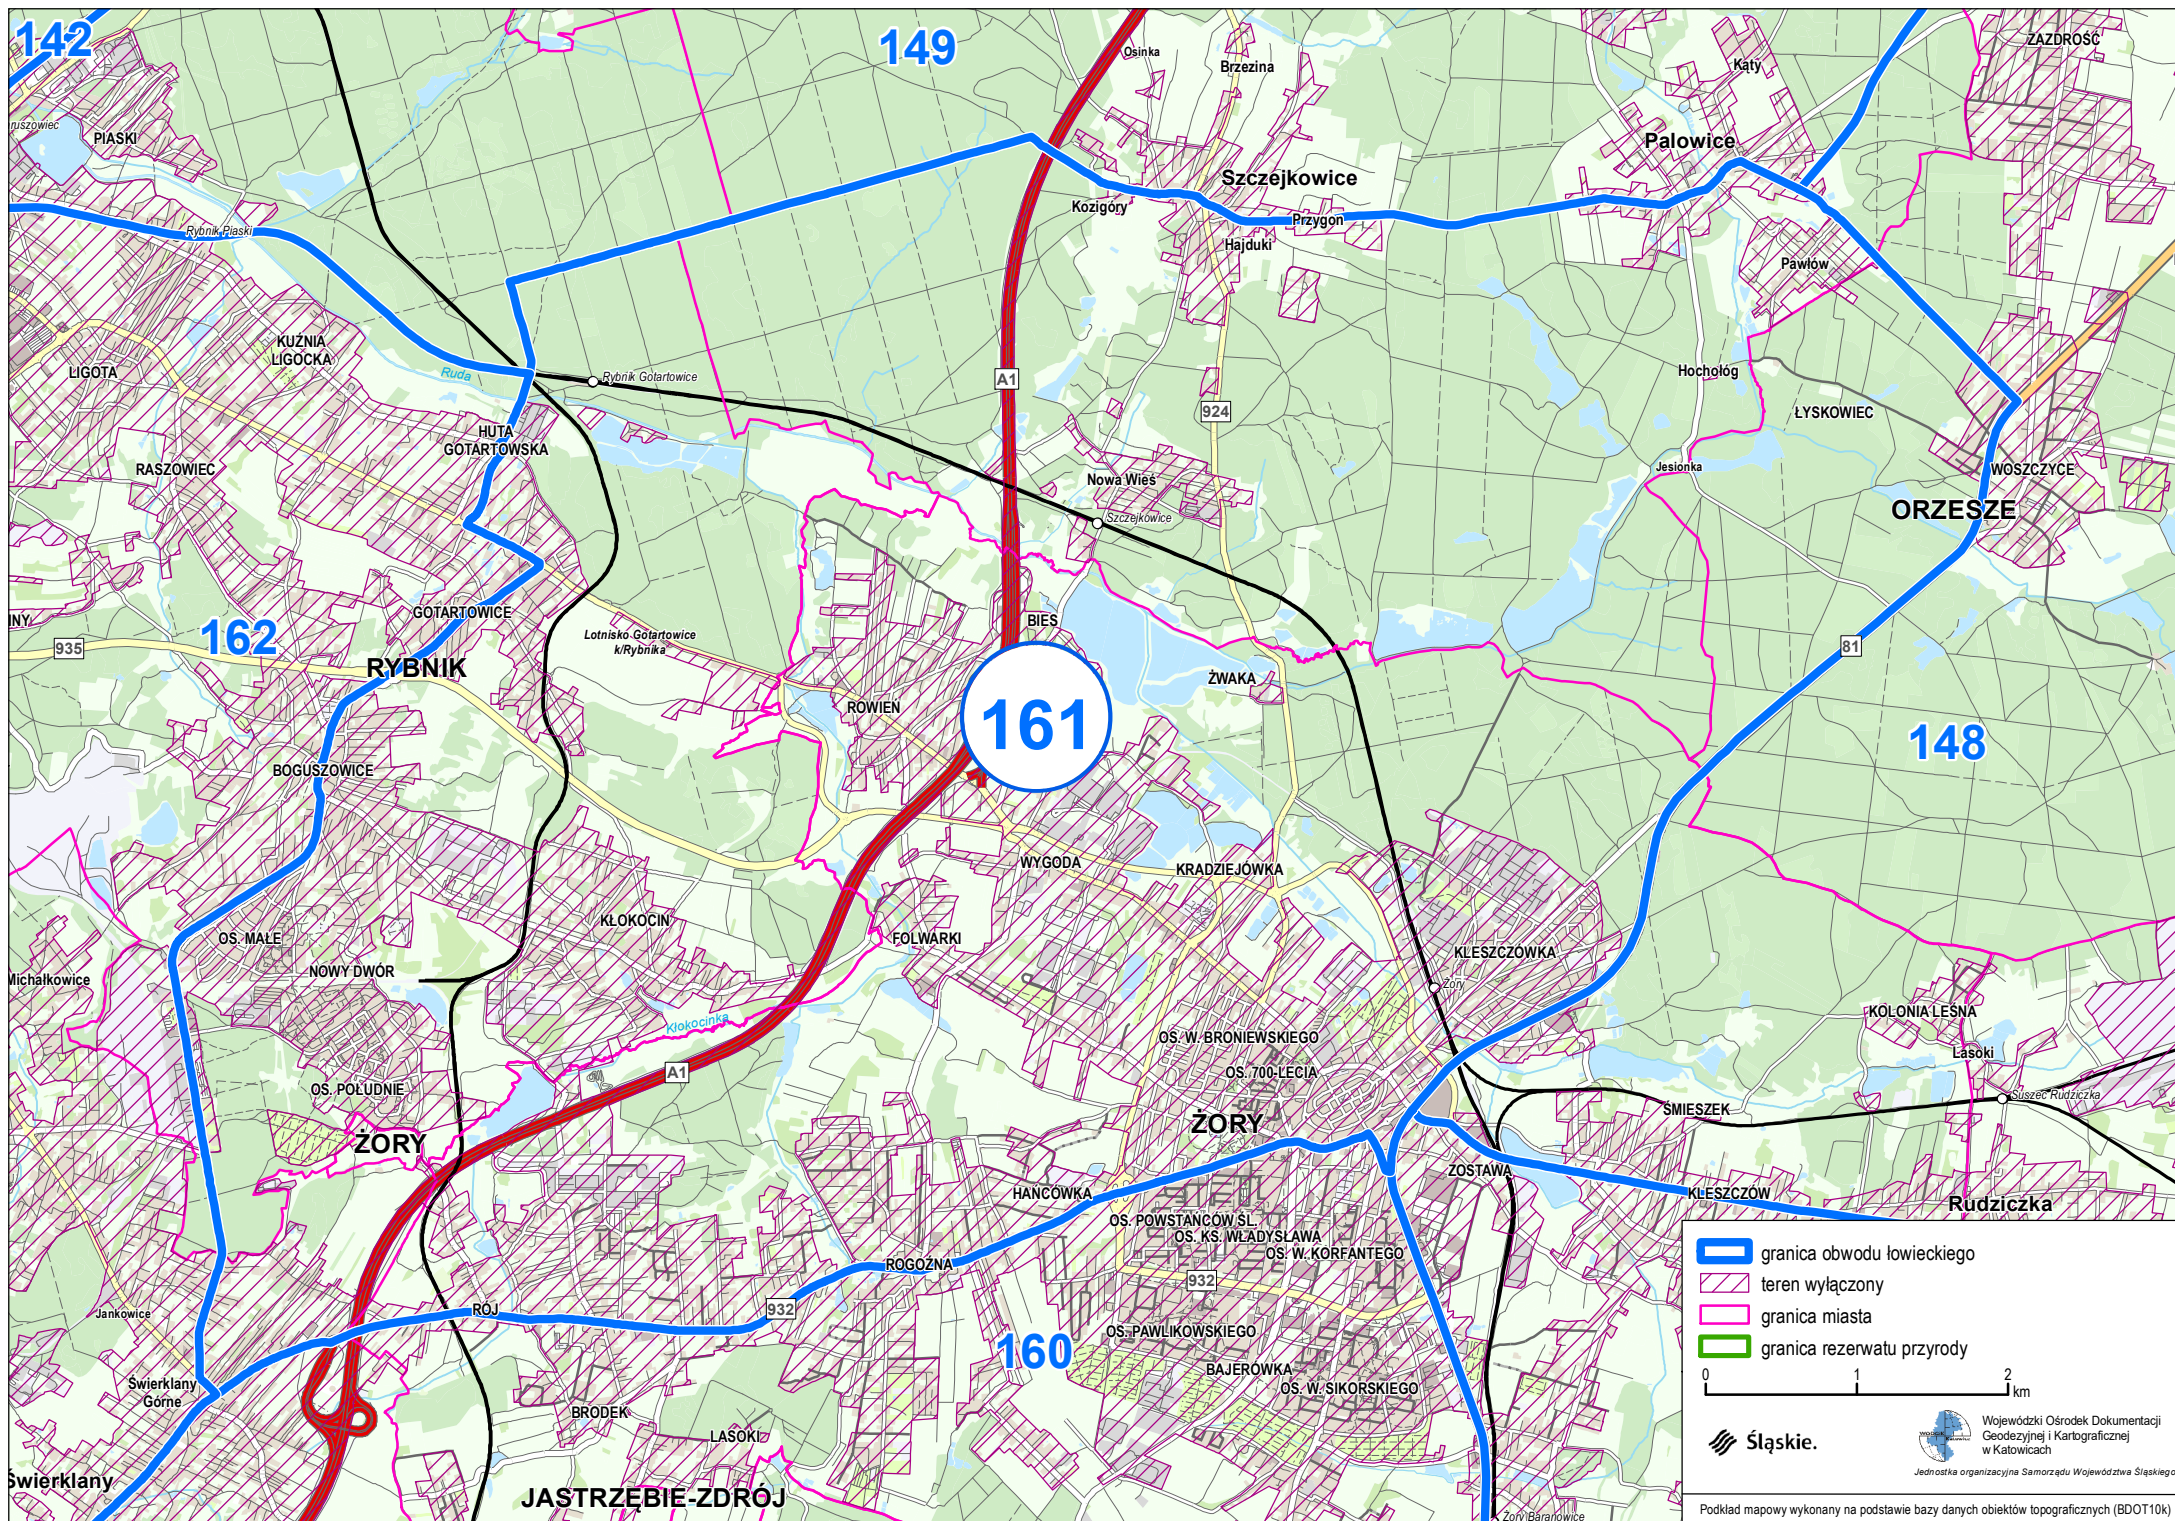 142
149
Osinka
Brzezina
Kąty
ZAZDROŚĆ
PIASKI
Palowice
Szczejkowice
Kozigóry
Przygon
Hajduki
Rybnik Piaski
Pawłów
KUŹNIA
LIGOCKA
LIGOTA
Ruda
Rybnik Gotartowice
A1
924
Hochołóg
ŁYSKOWIEC
HUTA
GOTARTOWSKA
RASZOWIEC
Nowa Wieś
Jesionka
WOSZCZYCE
Szczejkowice
ORZESZE
GOTARTOWICE
INY
162
935
RYBNIK
Lotnisko Gotartowice
k/Rybnika
BIES
81
ŻWAKA
ROWIEŃ
161
148
BOGUSZOWICE
WYGODA
KRADZIEJÓWKA
KŁOKOCIN
OS. MAŁE
FOLWARKI
KLESZCZÓWKA
Michałkowice
NOWY DWÓR
Żory
KOLONIA LEŚNA
Kłokocinka
OS. W. BRONIEWSKIEGO
Lasoki
A1
OS. 700-LECIA
OS. POŁUDNIE
ŚMIESZEK
Suszec Rudziczka
ŻORY
ŻORY
ZOSTAWA
HAŃCÓWKA
KLESZCZÓW
Rudziczka
OS. POWSTAŃCÓW ŚL.
OS. KS. WŁADYSŁAWA
OS. W. KORFANTEGO
ROGOŹNA
932
RÓJ
932
Jankowice
160
OS. PAWLIKOWSKIEGO
BAJERÓWKA
OS. W. SIKORSKIEGO
Świerklany
Górne
BRODEK
LASOKI
Świerklany
JASTRZĘBIE-ZDRÓJ
Żory Baranowice
granica obwodu łowieckiego
teren wyłączony
granica miasta
granica rezerwatu przyrody
0 1 2
km
Śląskie.
Wojewódzki Ośrodek Dokumentacji
Geodezyjnej i Kartograficznej
w Katowicach
Jednostka organizacyjna Samorządu Województwa Śląskiego
Podkład mapowy wykonany na podstawie bazy danych obiektów topograficznych (BDOT10k)